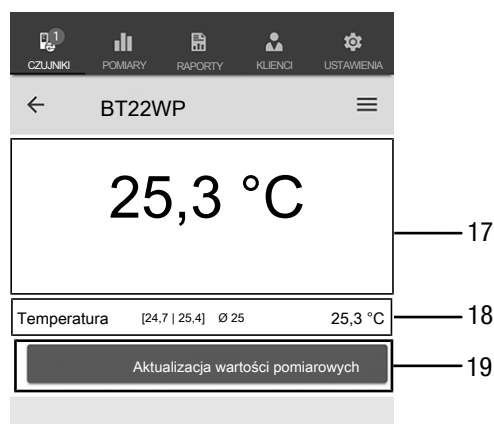 1
CZUJNIKI POMIARY RAPORTY KLIENCI USTAWIENIA
BT22WP
25,3 °C
17
Temperatura [24,7 | 25,4] Ø 25 25,3 °C
18
Aktualizacja wartości pomiarowych
19